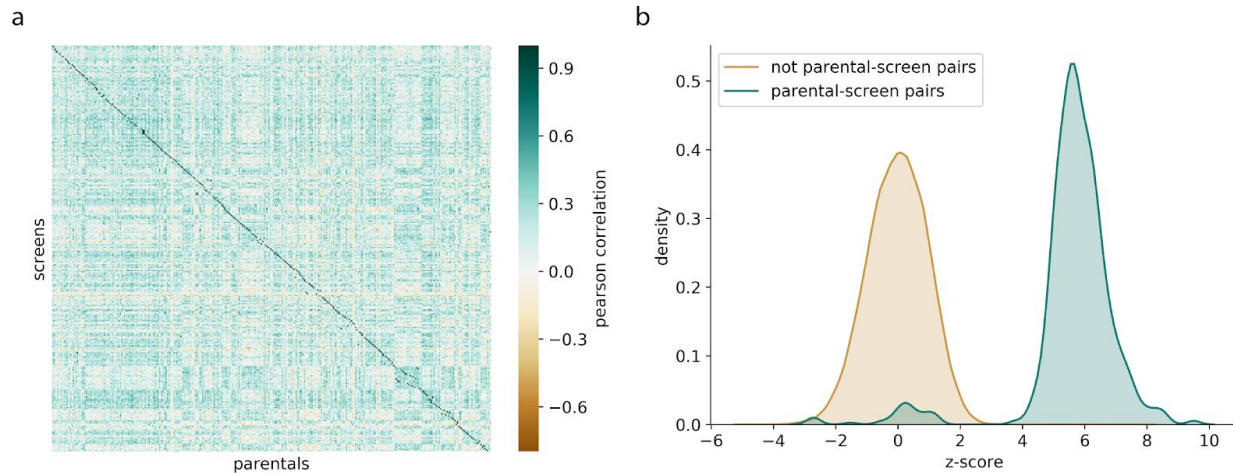 a
screens
parentals
0.9
0.6
0.3
0.0
−0.3
−0.6
pearson correlation
b
not parental-screen pairs
parental-screen pairs
density
0.5
0.4
0.3
0.2
0.1
0.0
−6 −4 −2 0 2 4 6 8 10
z-score